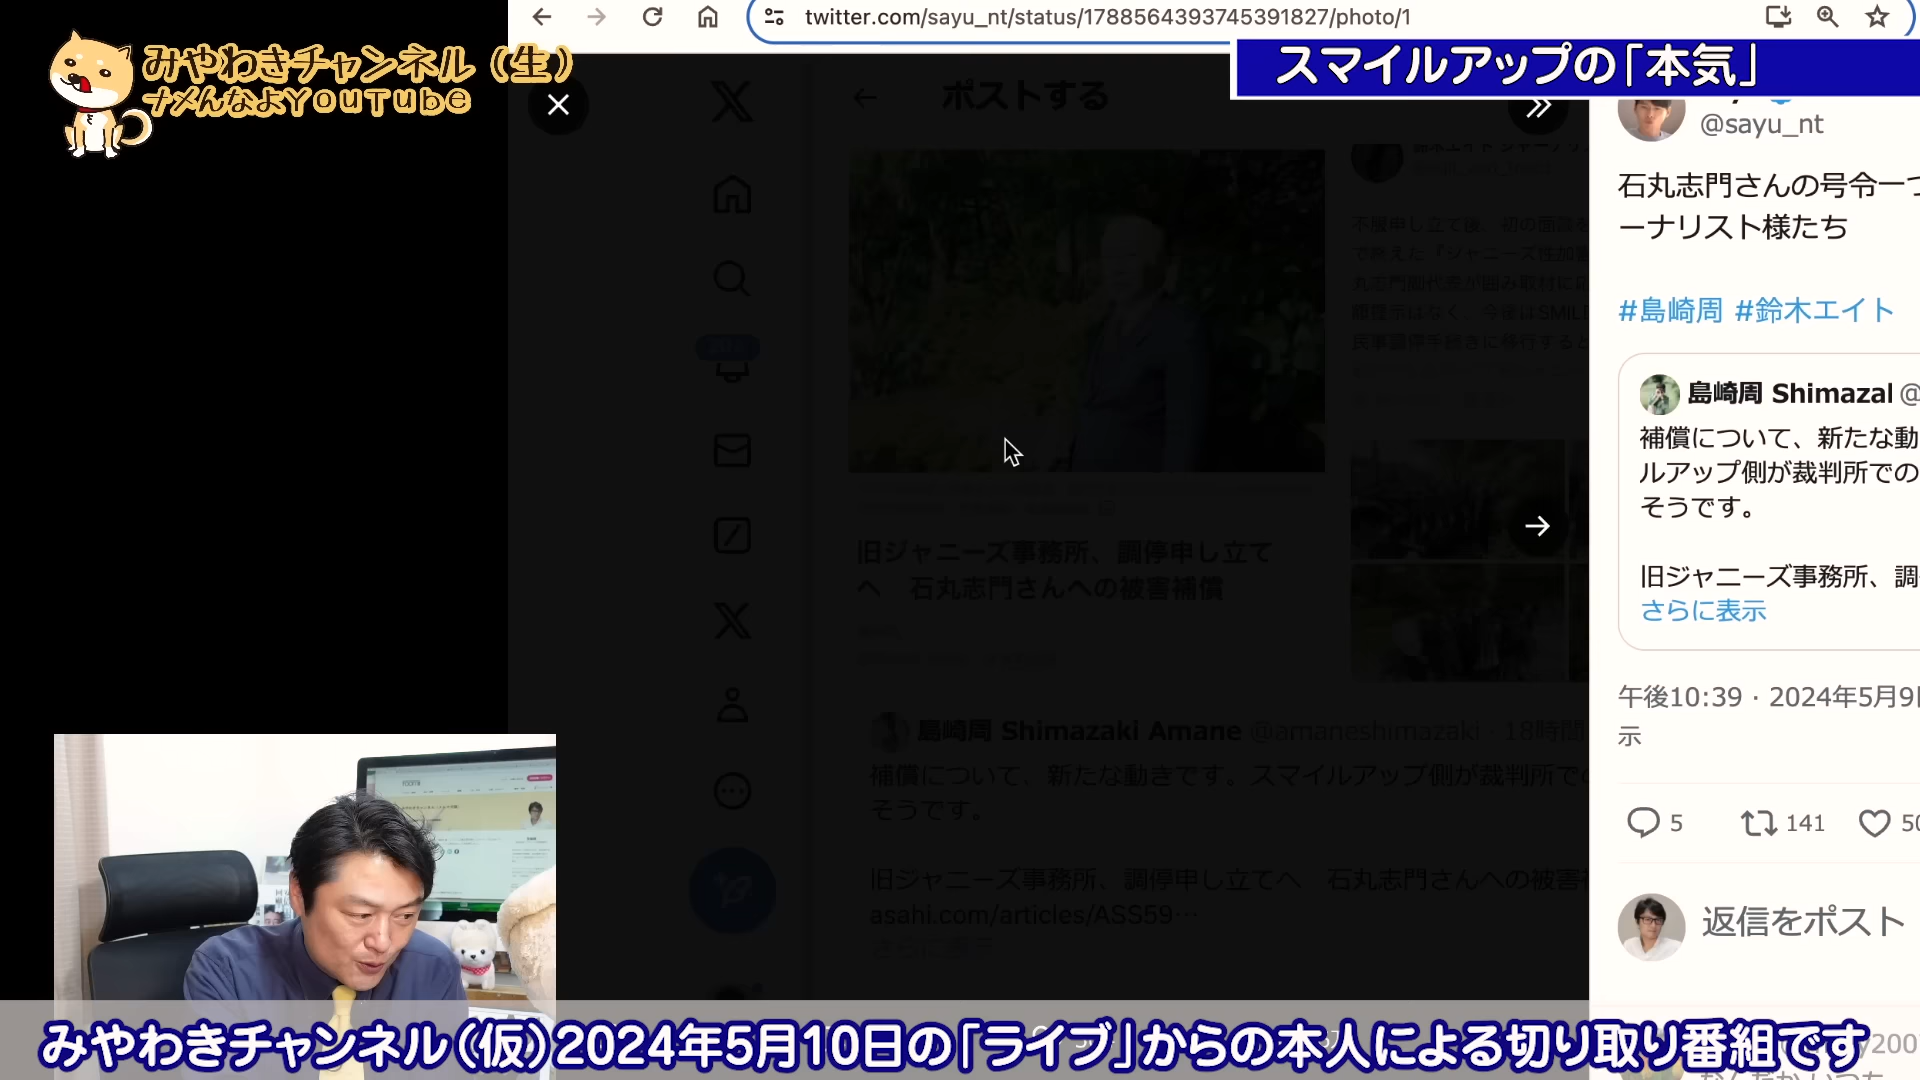 twitter.com/sayu_nt/status/1788564393745391827/photo/1
スマイルアップの「本気」
みやわきチャンネル（生）
ナメんなよYouTube
ポストする
@sayu_nt
石丸志門さんの号令一つ
ーナリスト様たち
#島崎周 #鈴木エイト
島崎周 Shimazal @
補償について、新たな動
ルアップ側が裁判所での
そうです。
旧ジャニーズ事務所、調
さらに表示
午後10:39 · 2024年5月9
示
5
141
50
返信をポスト
旧ジャニーズ事務所、調停申し立て
へ　石丸志門さんへの被害補償
島崎周 Shimazaki Amane @amaneshimazaki · 18時間
補償について、新たな動きです。スマイルアップ側が裁判所での
そうです。
旧ジャニーズ事務所、調停申し立てへ　石丸志門さんへの被害
asahi.com/articles/ASS59…
さらに表示
みやわきチャンネル（仮）2024年5月10日の「ライブ」からの本人による切り取り番組です